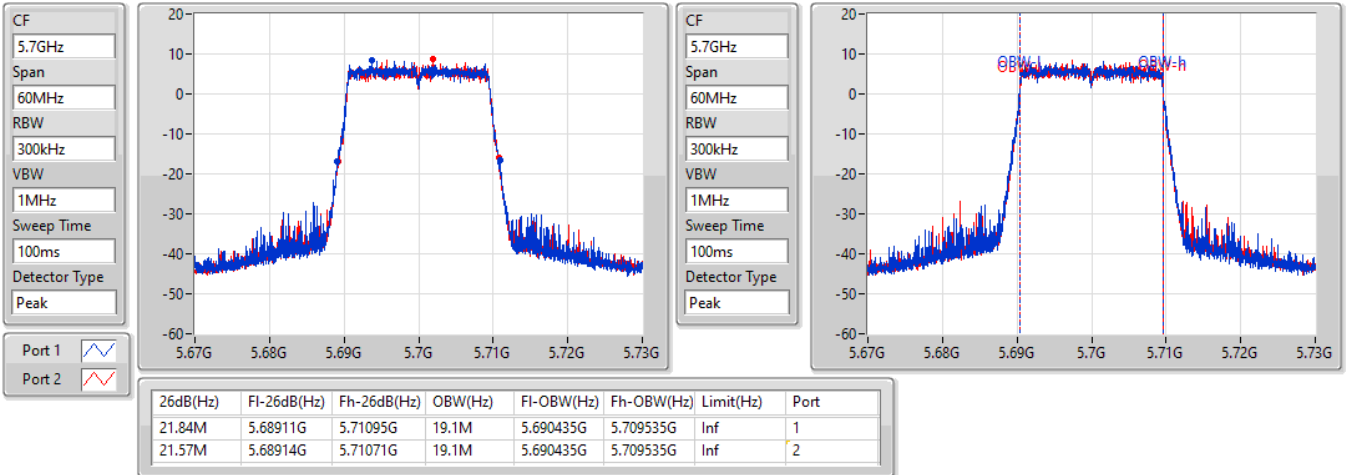 CF
5.7GHz
Span
60MHz
RBW
300kHz
VBW
1MHz
Sweep Time
100ms
Detector Type
Peak
Port 1
Port 2
20
10
0
-10
-20
-30
-40
-50
-60
5.67G 5.68G 5.69G 5.7G 5.71G 5.72G 5.73G
CF
5.7GHz
Span
60MHz
RBW
300kHz
VBW
1MHz
Sweep Time
100ms
Detector Type
Peak
20
10
0
-10
-20
-30
-40
-50
-60
OBW-l OBW-h
5.67G 5.68G 5.69G 5.7G 5.71G 5.72G 5.73G
26dB(Hz) Fl-26dB(Hz) Fh-26dB(Hz) OBW(Hz) Fl-OBW(Hz) Fh-OBW(Hz) Limit(Hz) Port
21.84M 5.68911G 5.71095G 19.1M 5.690435G 5.709535G Inf 1
21.57M 5.68914G 5.71071G 19.1M 5.690435G 5.709535G Inf 2